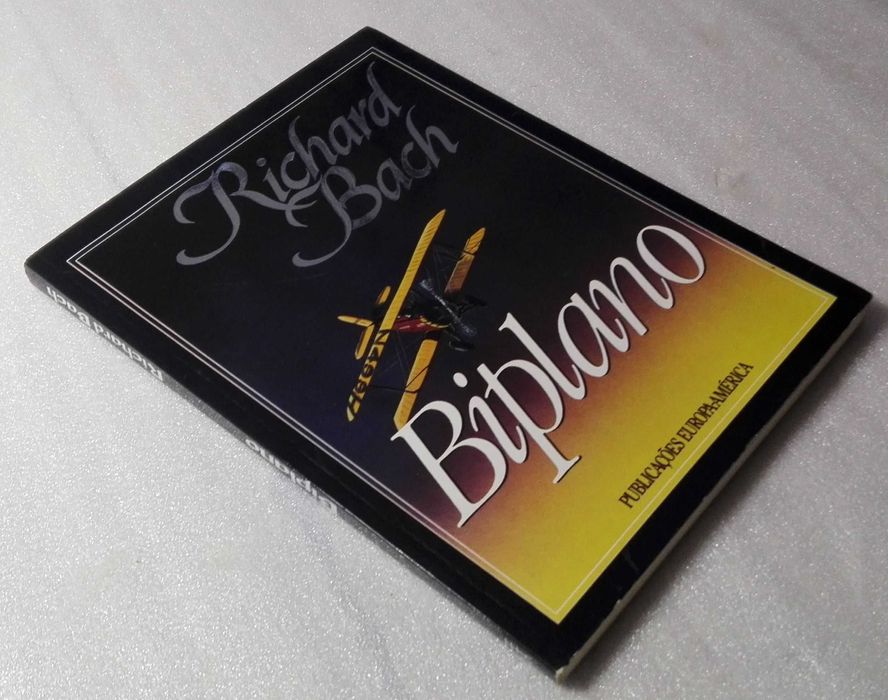 Richard
Bach
Biplano
PUBLICAÇÕES EUROPA-AMÉRICA
Richard Bach
Biplano